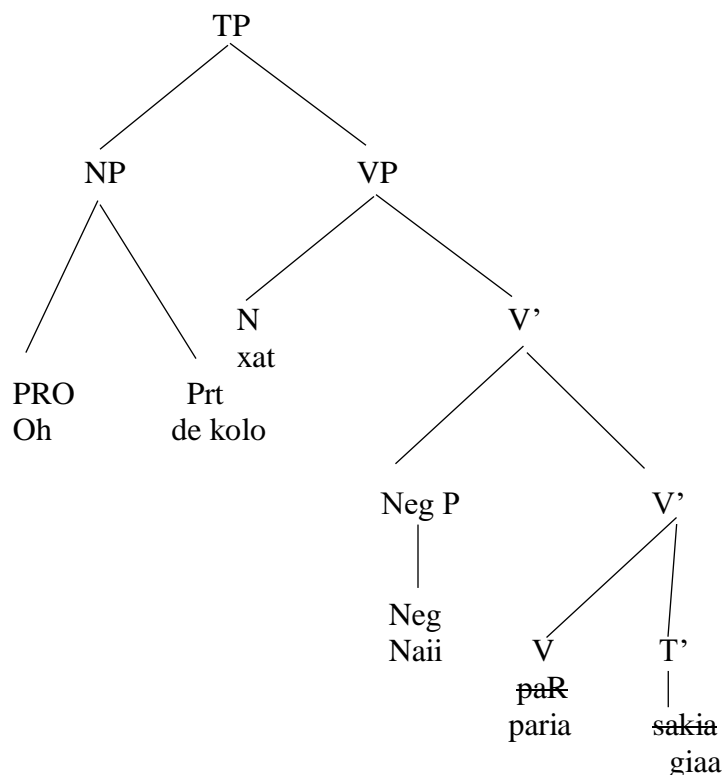 TP
NP VP
N V’
xat
PRO Prt
Oh de kolo
Neg P V’
Neg
Naii V T’
paR
paria sakia
giaa